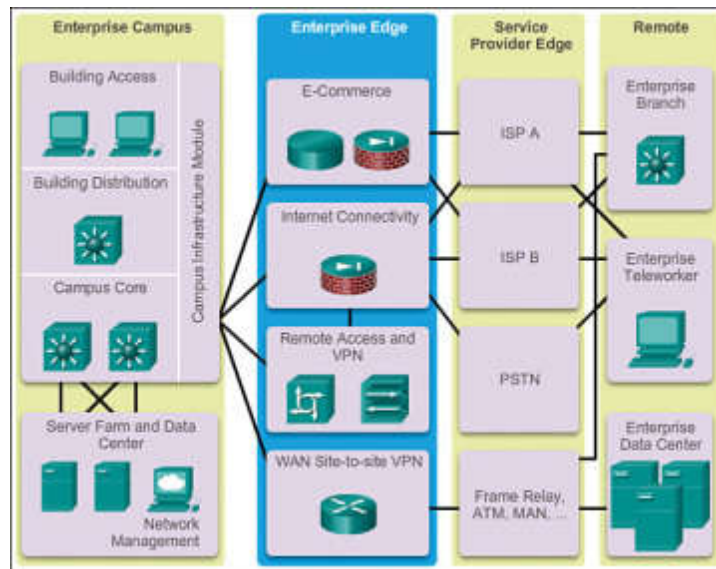 Enterprise Campus
Building Access
Building Distribution
Campus Core
Campus Infrastructure Module
Server Farm and Data
Center
Network
Management
Enterprise Edge
E-Commerce
Internet Connectivity
Remote Access and
VPN
WAN Site-to-site VPN
Service
Provider Edge
ISP A
ISP B
PSTN
Frame Relay,
ATM, MAN, ...
Remote
Enterprise
Branch
Enterprise
Teleworker
Enterprise
Data Center